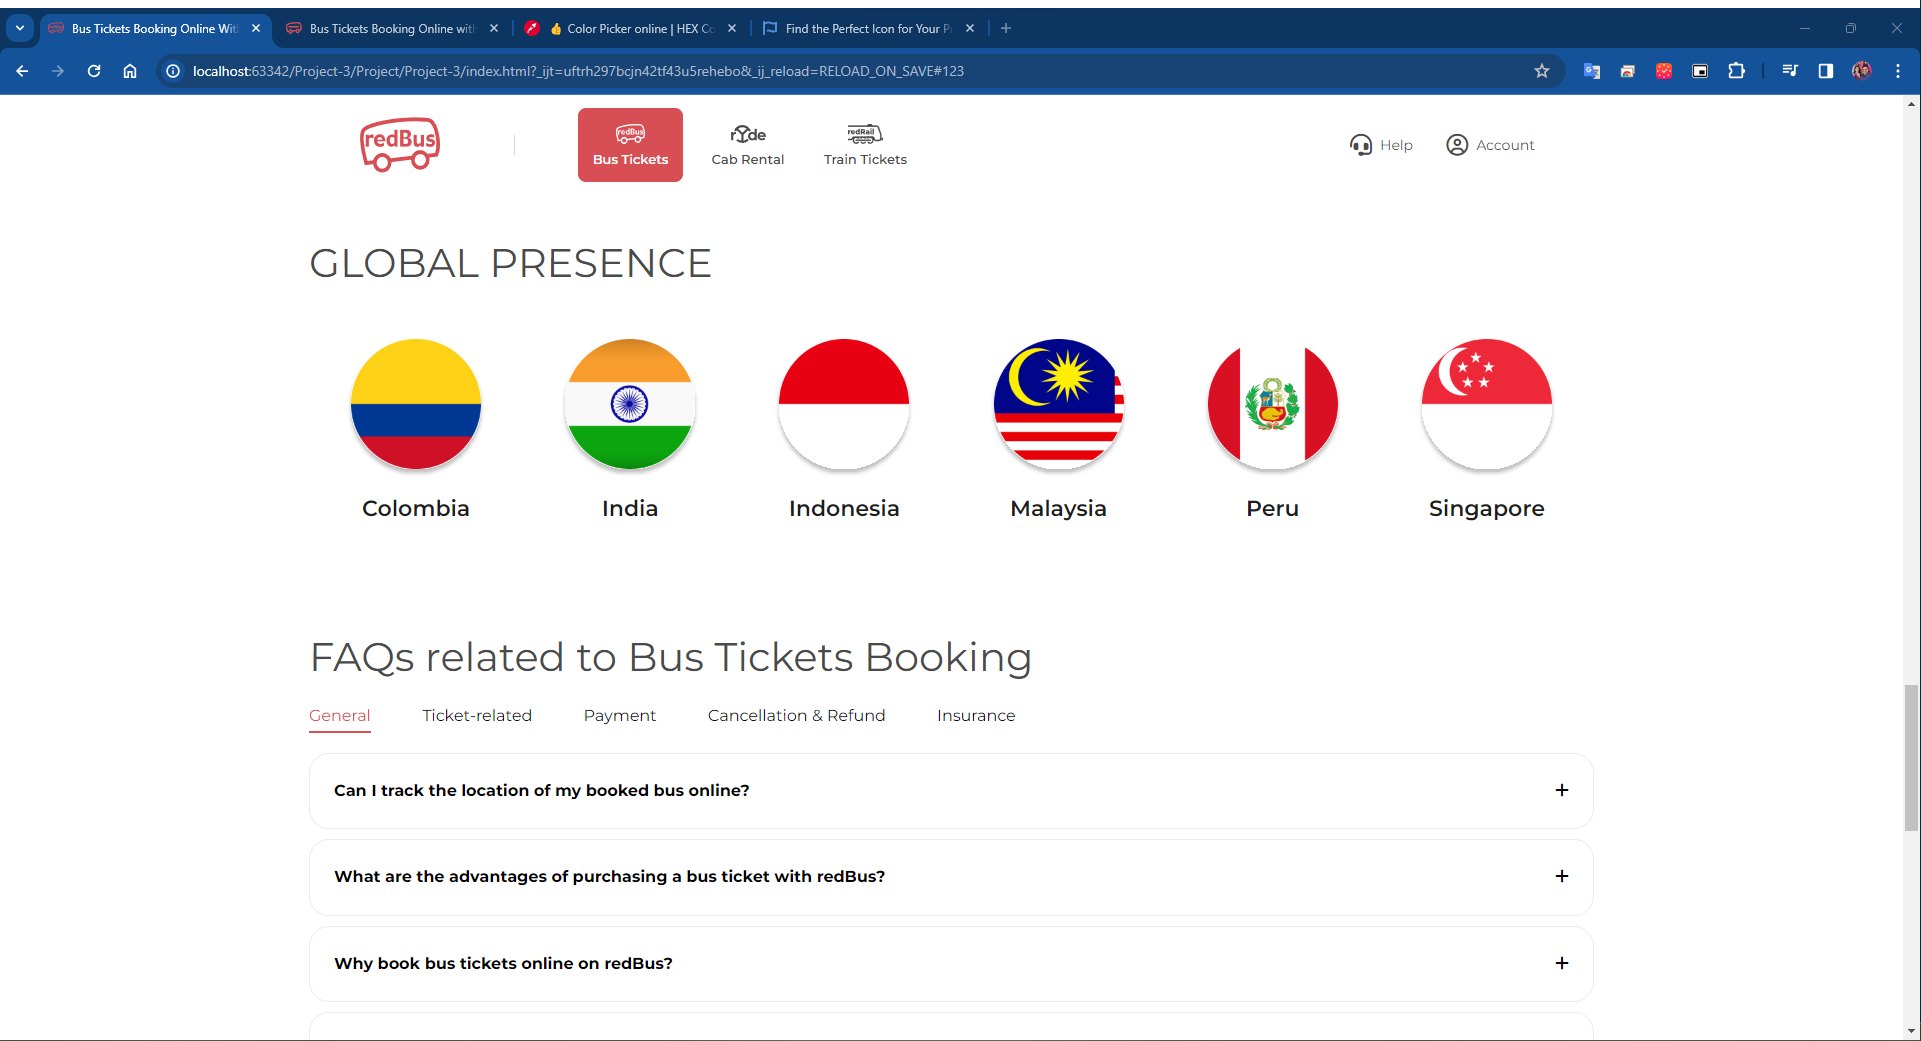 Bus Tickets Booking Online Wit
Bus Tickets Booking Online with
Color Picker online | HEX Co
Find the Perfect Icon for Your Pr
localhost:63342/Project-3/Project/Project-3/index.html?_ijt=uftrh297bcjn42tf43u5rehebo&_ij_reload=RELOAD_ON_SAVE#123
redBus
redBus
Bus Tickets
rYde
Cab Rental
redRail
Train Tickets
Help
Account
GLOBAL PRESENCE
Colombia
India
Indonesia
Malaysia
Peru
Singapore
FAQs related to Bus Tickets Booking
General
Ticket-related
Payment
Cancellation & Refund
Insurance
Can I track the location of my booked bus online?
+
What are the advantages of purchasing a bus ticket with redBus?
+
Why book bus tickets online on redBus?
+